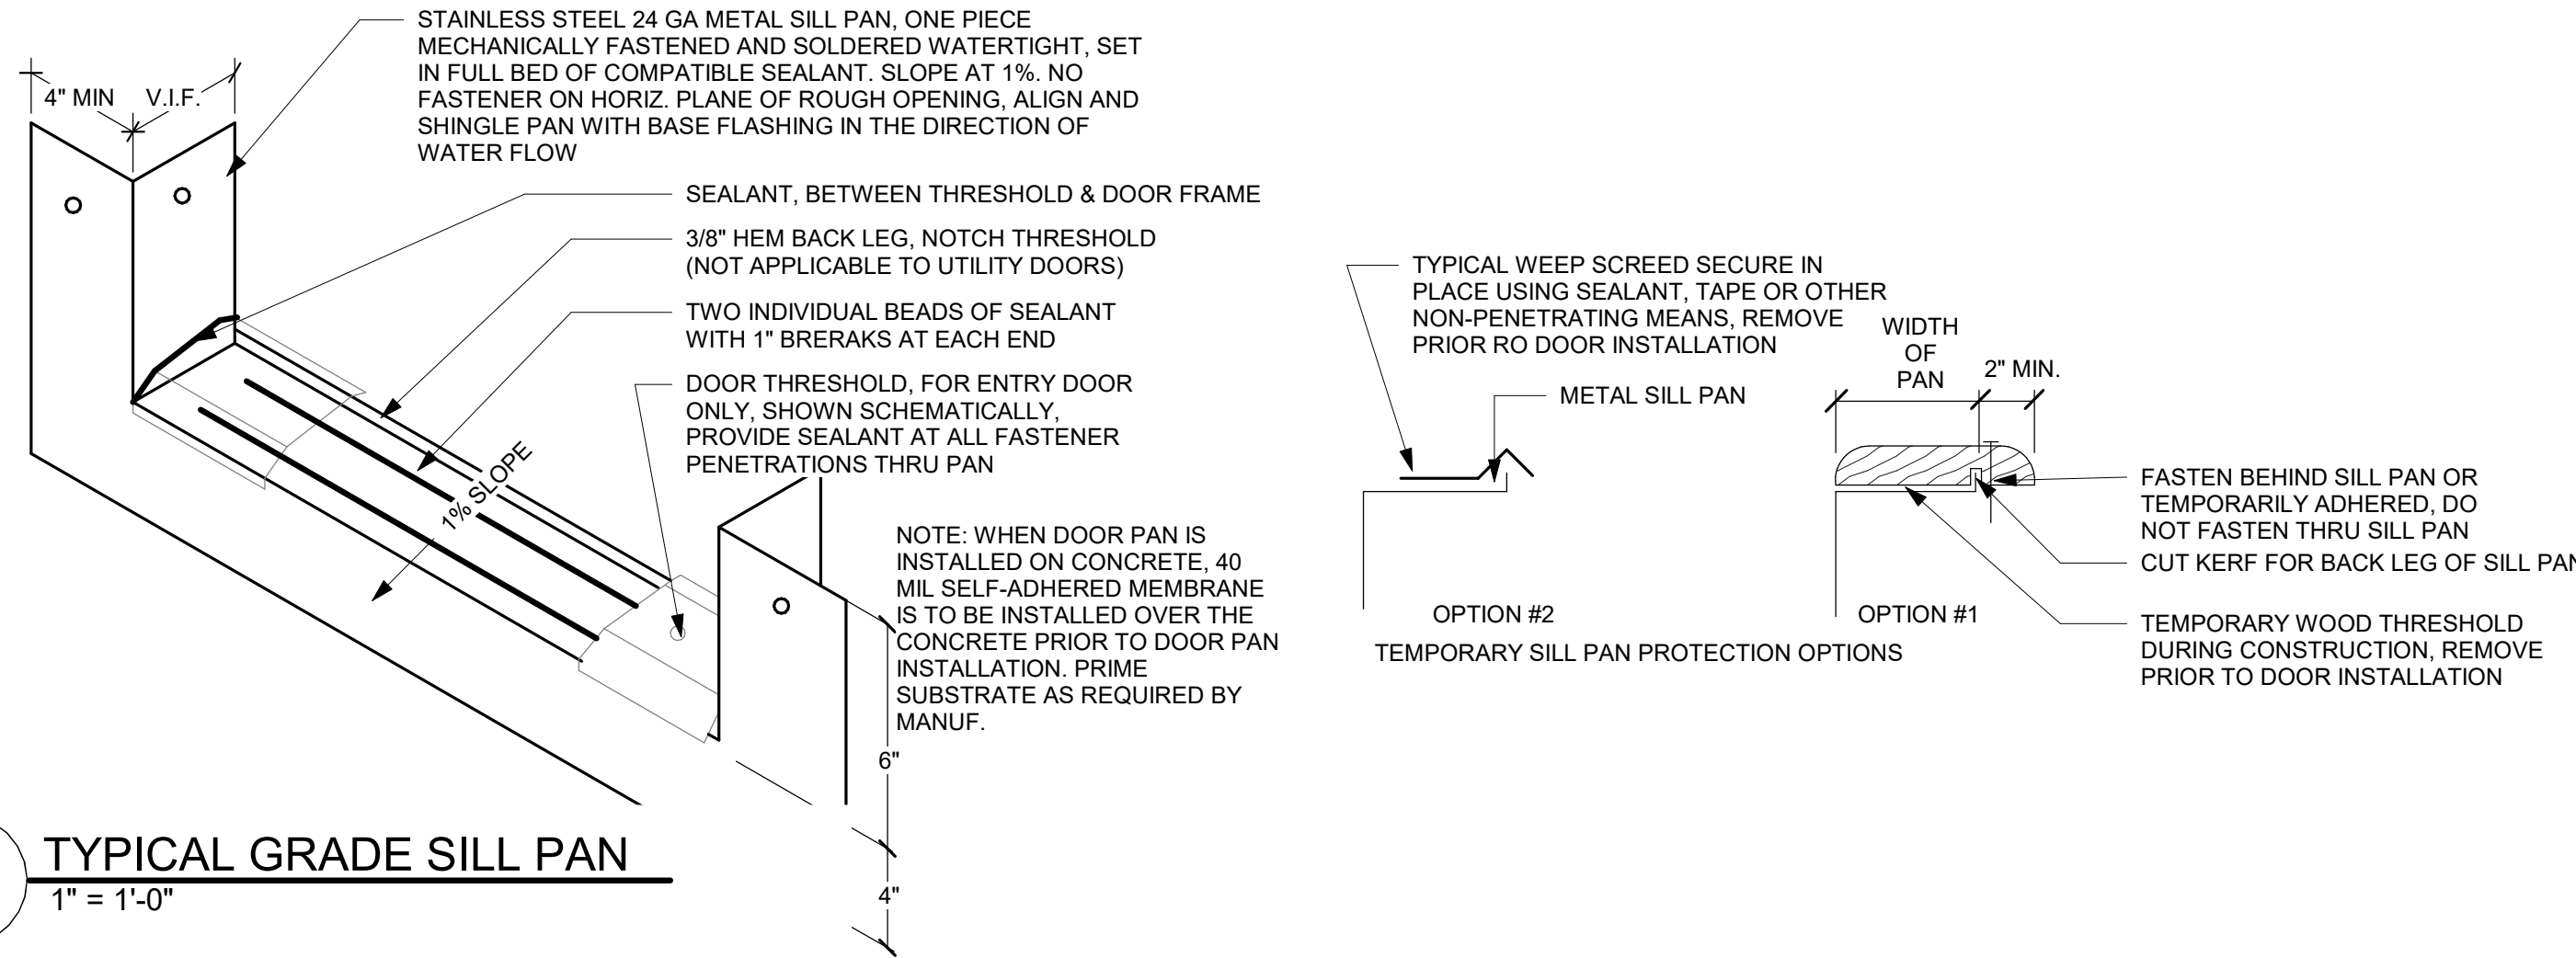 STAINLESS STEEL 24 GA METAL SILL PAN, ONE PIECE
MECHANICALLY FASTENED AND SOLDERED WATERTIGHT, SET
IN FULL BED OF COMPATIBLE SEALANT. SLOPE AT 1%. NO
FASTENER ON HORIZ. PLANE OF ROUGH OPENING, ALIGN AND
SHINGLE PAN WITH BASE FLASHING IN THE DIRECTION OF
WATER FLOW
4" MIN
V.I.F.
SEALANT, BETWEEN THRESHOLD & DOOR FRAME
3/8" HEM BACK LEG, NOTCH THRESHOLD
(NOT APPLICABLE TO UTILITY DOORS)
TWO INDIVIDUAL BEADS OF SEALANT
WITH 1" BRERAKS AT EACH END
DOOR THRESHOLD, FOR ENTRY DOOR
ONLY, SHOWN SCHEMATICALLY,
PROVIDE SEALANT AT ALL FASTENER
PENETRATIONS THRU PAN
1% SLOPE
NOTE: WHEN DOOR PAN IS
INSTALLED ON CONCRETE, 40
MIL SELF-ADHERED MEMBRANE
IS TO BE INSTALLED OVER THE
CONCRETE PRIOR TO DOOR PAN
INSTALLATION. PRIME
SUBSTRATE AS REQUIRED BY
MANUF.
6"
4"
TYPICAL GRADE SILL PAN
1" = 1'-0"
TYPICAL WEEP SCREED SECURE IN
PLACE USING SEALANT, TAPE OR OTHER
NON-PENETRATING MEANS, REMOVE
PRIOR RO DOOR INSTALLATION
METAL SILL PAN
WIDTH
OF
PAN
2" MIN.
FASTEN BEHIND SILL PAN OR
TEMPORARILY ADHERED, DO
NOT FASTEN THRU SILL PAN
CUT KERF FOR BACK LEG OF SILL PAN
TEMPORARY WOOD THRESHOLD
DURING CONSTRUCTION, REMOVE
PRIOR TO DOOR INSTALLATION
OPTION #2
OPTION #1
TEMPORARY SILL PAN PROTECTION OPTIONS